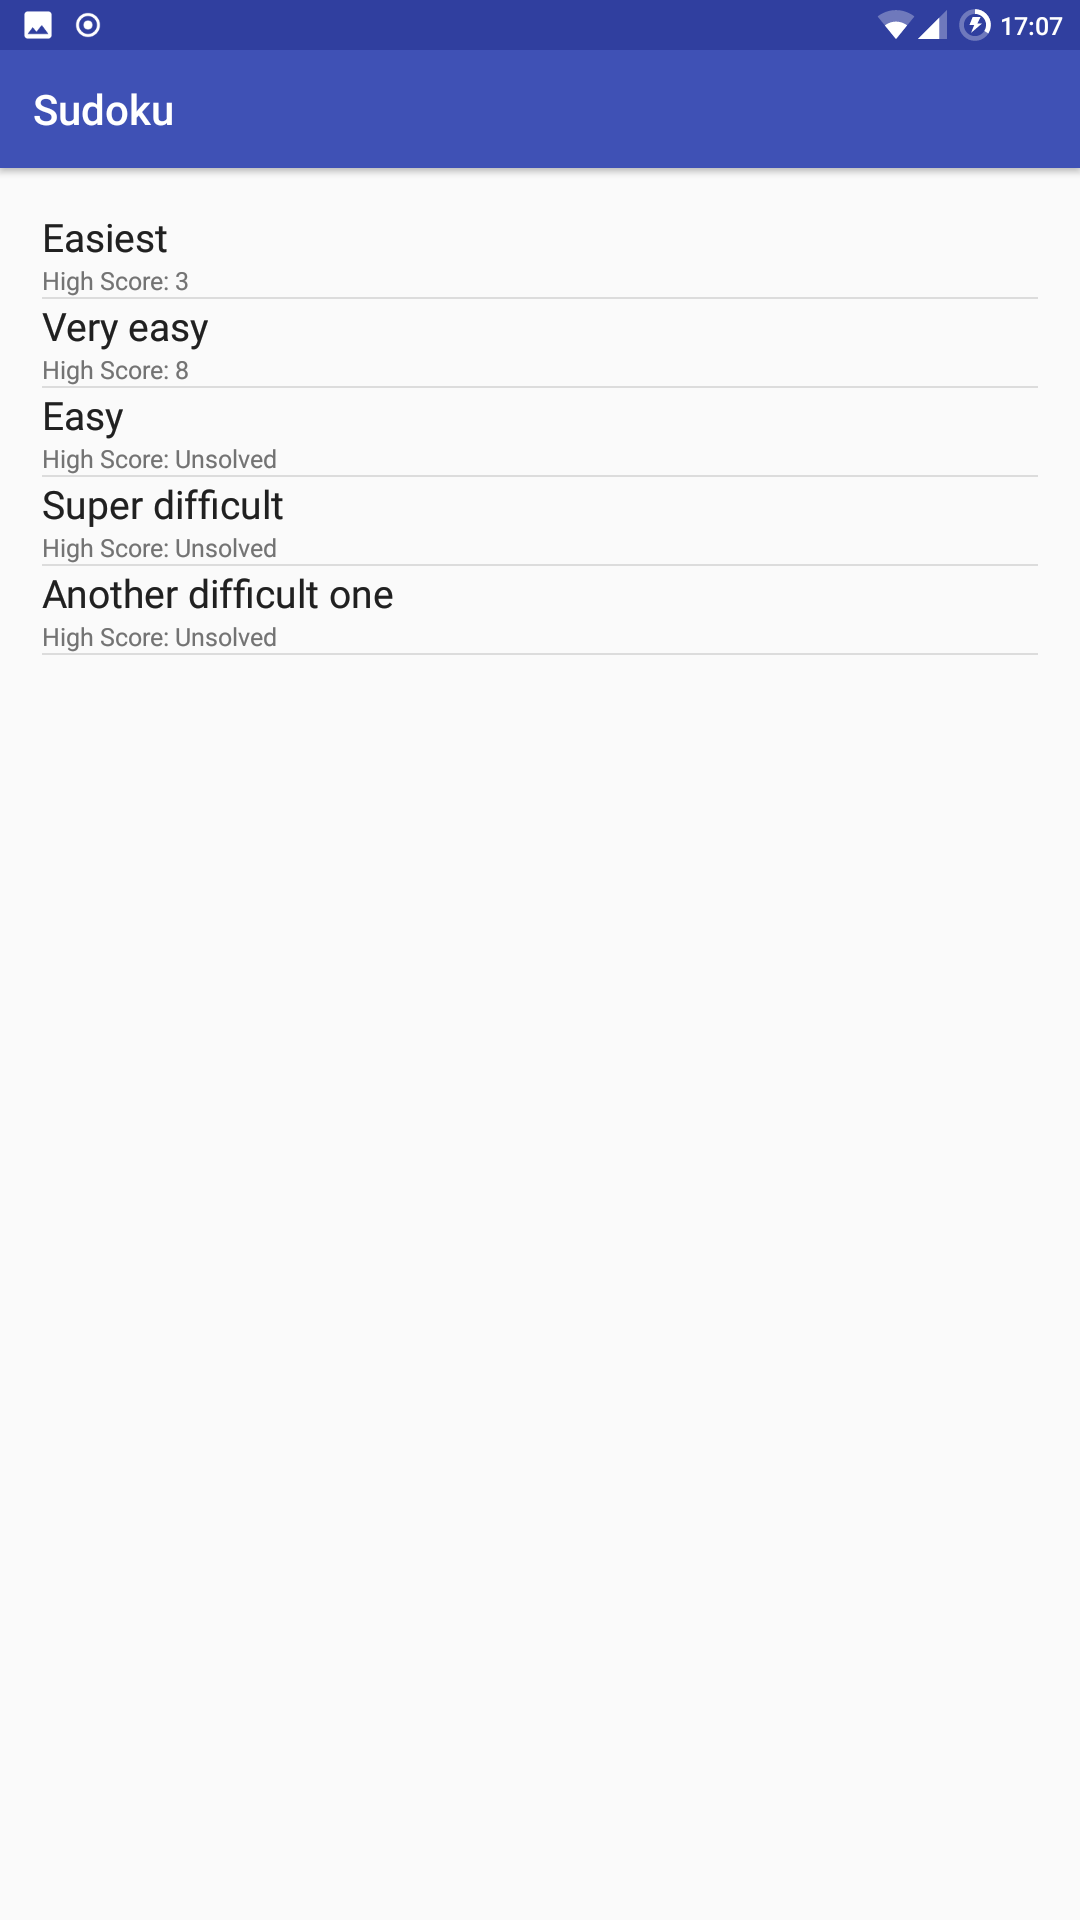 17:07
Sudoku
Easiest
High Score: 3
Very easy
High Score: 8
Easy
High Score: Unsolved
Super difficult
High Score: Unsolved
Another difficult one
High Score: Unsolved